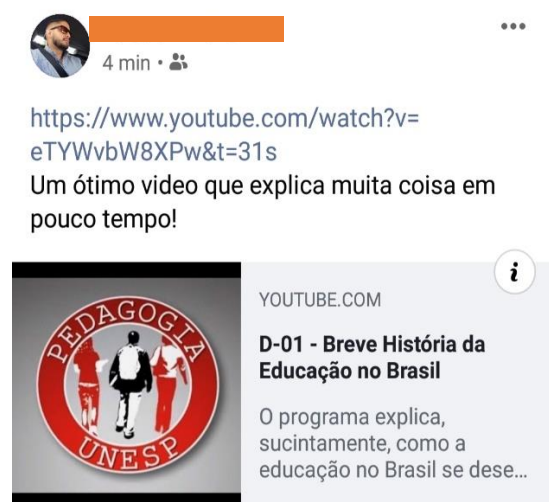 4 min •
https://www.youtube.com/watch?v=
eTYWvbW8XPw&t=31s
Um ótimo video que explica muita coisa em
pouco tempo!
PEDAGOGIA
UNESP
i
YOUTUBE.COM
D-01 - Breve História da
Educação no Brasil
O programa explica,
sucintamente, como a
educação no Brasil se dese...